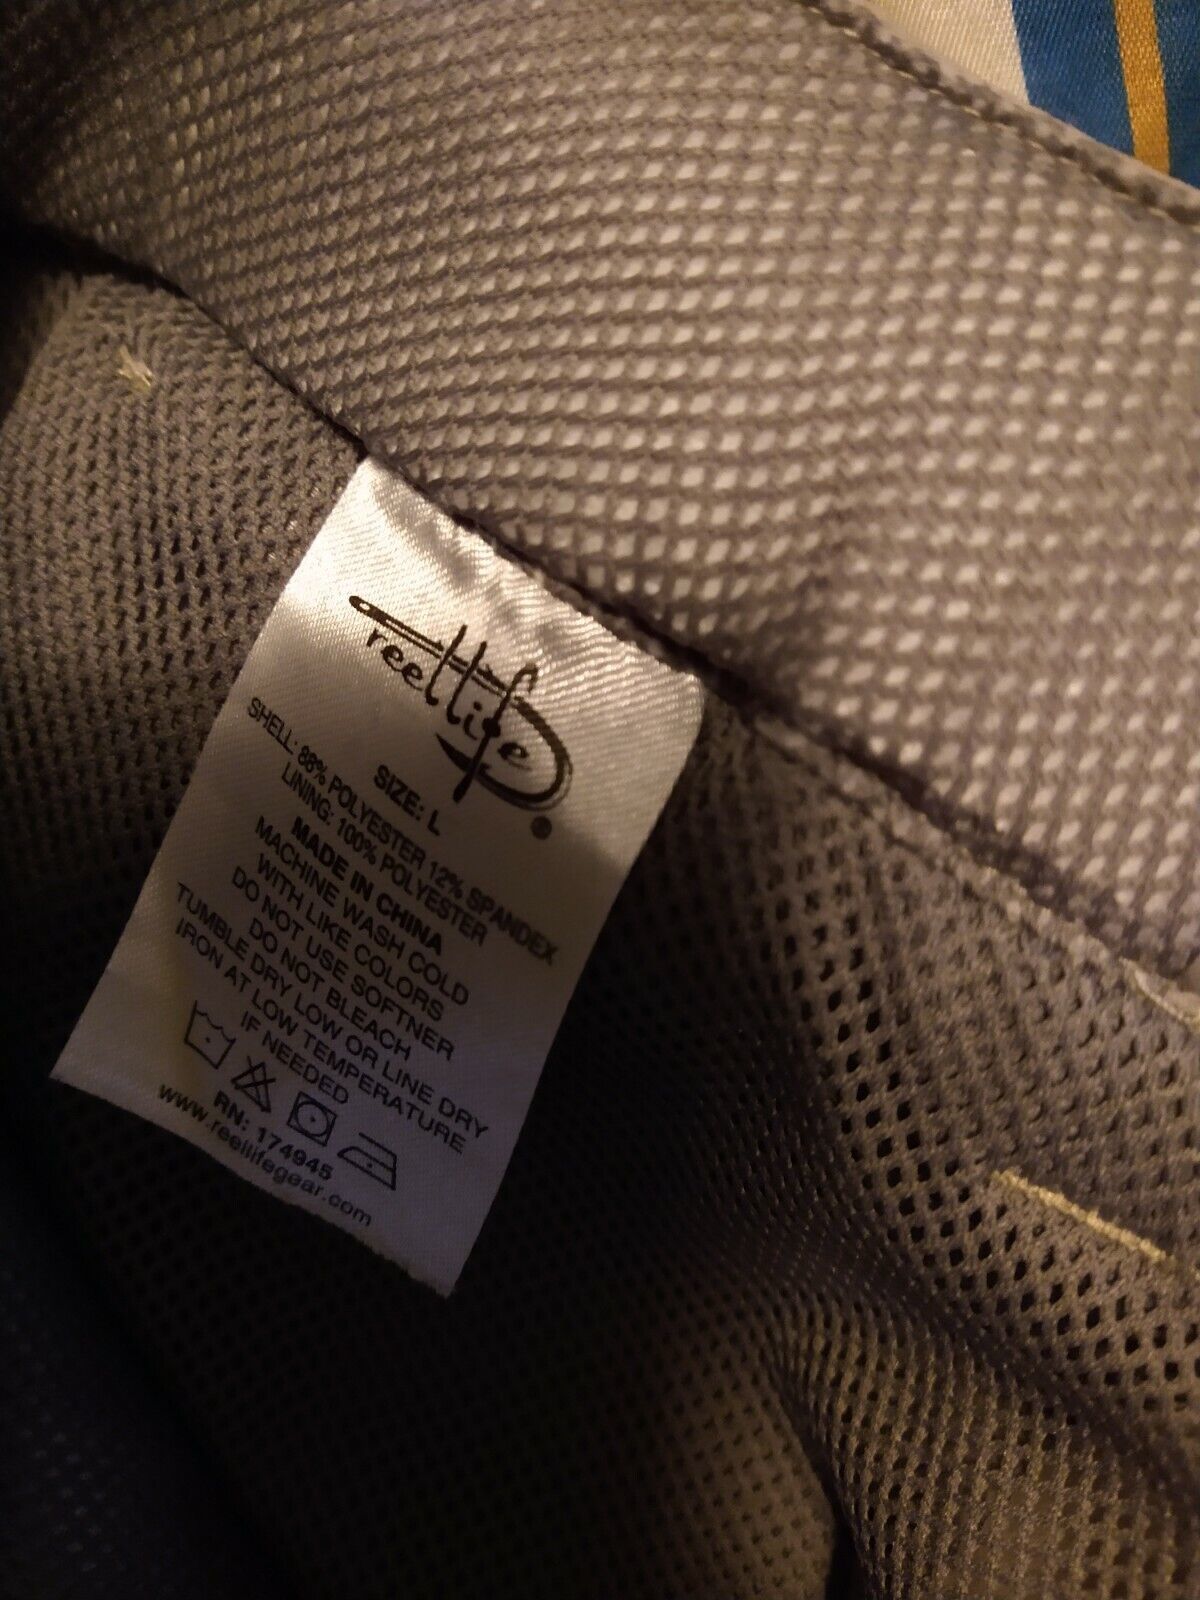 reel life
®
SIZE: L
SHELL: 88% POLYESTER 12% SPANDEX
LINING: 100% POLYESTER
MADE IN CHINA
MACHINE WASH COLD
WITH LIKE COLORS
DO NOT USE SOFTNER
DO NOT BLEACH
TUMBLE DRY LOW OR LINE DRY
IRON AT LOW TEMPERATURE
IF NEEDED
RN: 174945
www.reellifegear.com